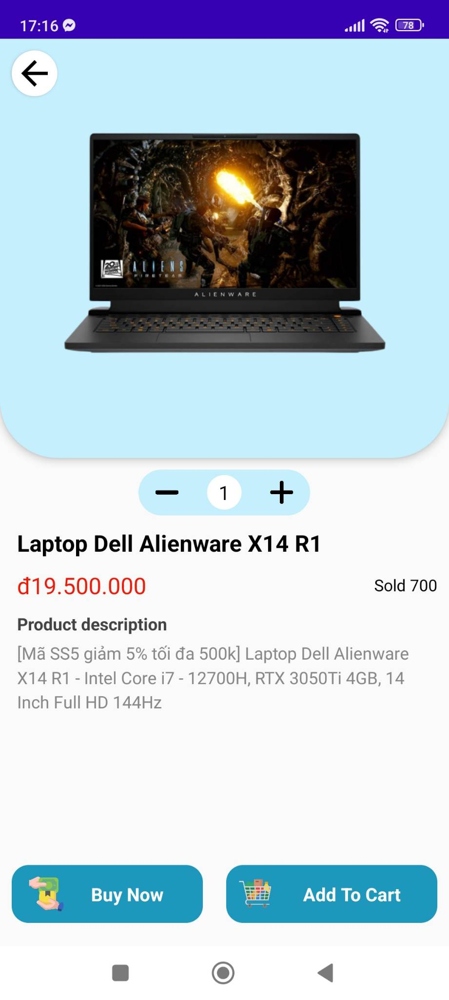 17:16
78
ALIENS
FIRETEAM
ALIENWARE
1
Laptop Dell Alienware X14 R1
đ19.500.000
Sold 700
Product description
[Mã SS5 giảm 5% tối đa 500k] Laptop Dell Alienware
X14 R1 - Intel Core i7 - 12700H, RTX 3050Ti 4GB, 14
Inch Full HD 144Hz
Buy Now
Add To Cart